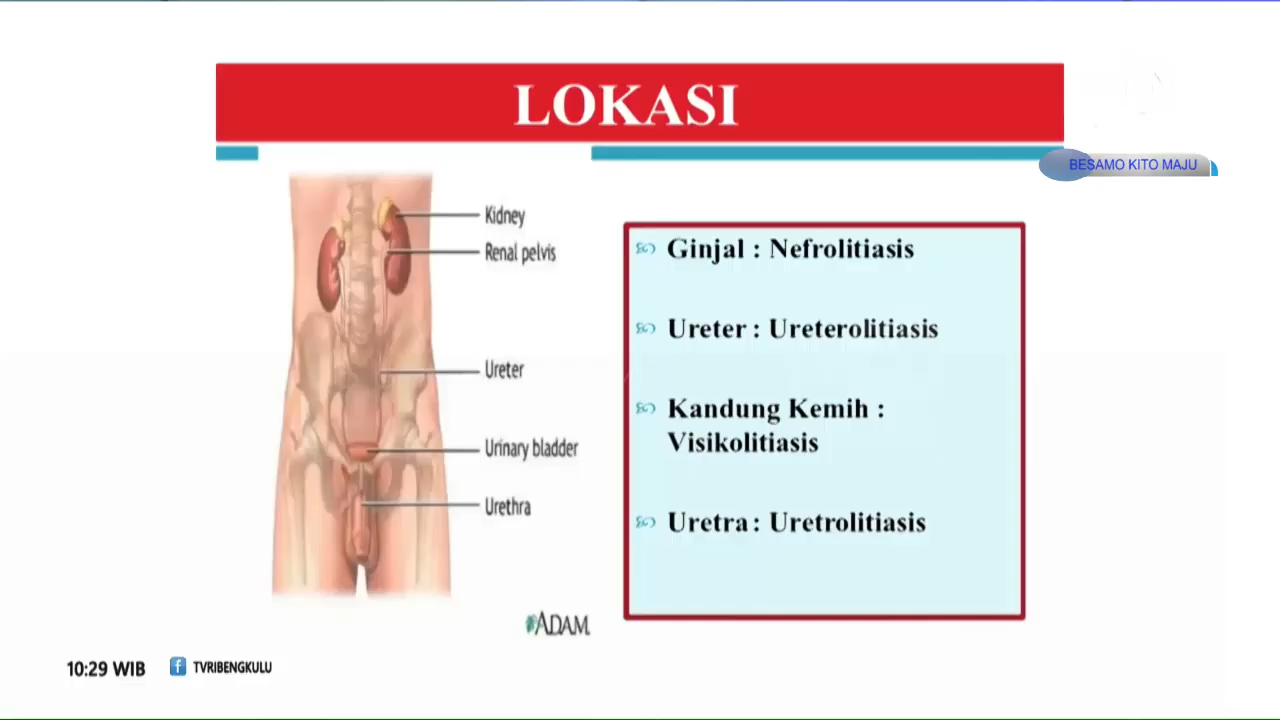 LOKASI
BESAMO KITO MAJU
Kidney
Renal pelvis
Ureter
Urinary bladder
Urethra
ADAM
Ginjal : Nefrolitiasis
Ureter : Ureterolitiasis
Kandung Kemih :
Visikolitiasis
Uretra : Uretrolitiasis
10:29 WIB
f TVRIBENGKULU